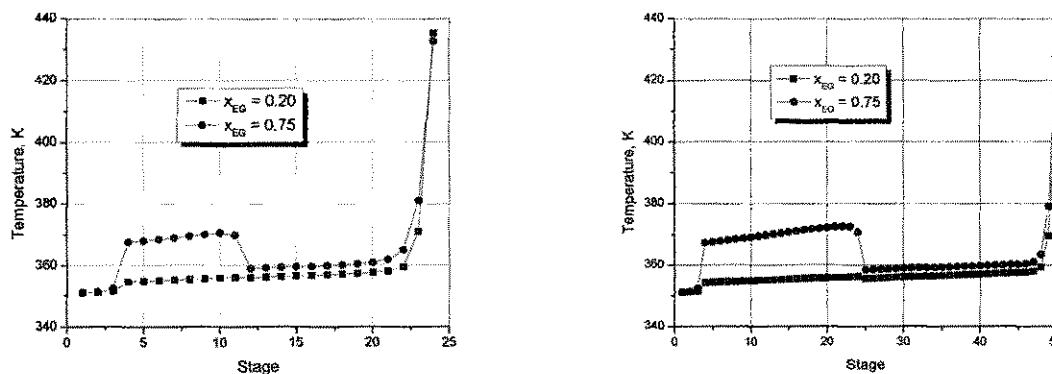 440
420
400
380
360
340
Temperature, K
x_EG = 0.20
x_EG = 0.75
0 5 10 15 20 25
Stage
440
420
400
380
360
340
Temperature, K
x_EG = 0.20
x_EG = 0.75
0 10 20 30 40
Stage